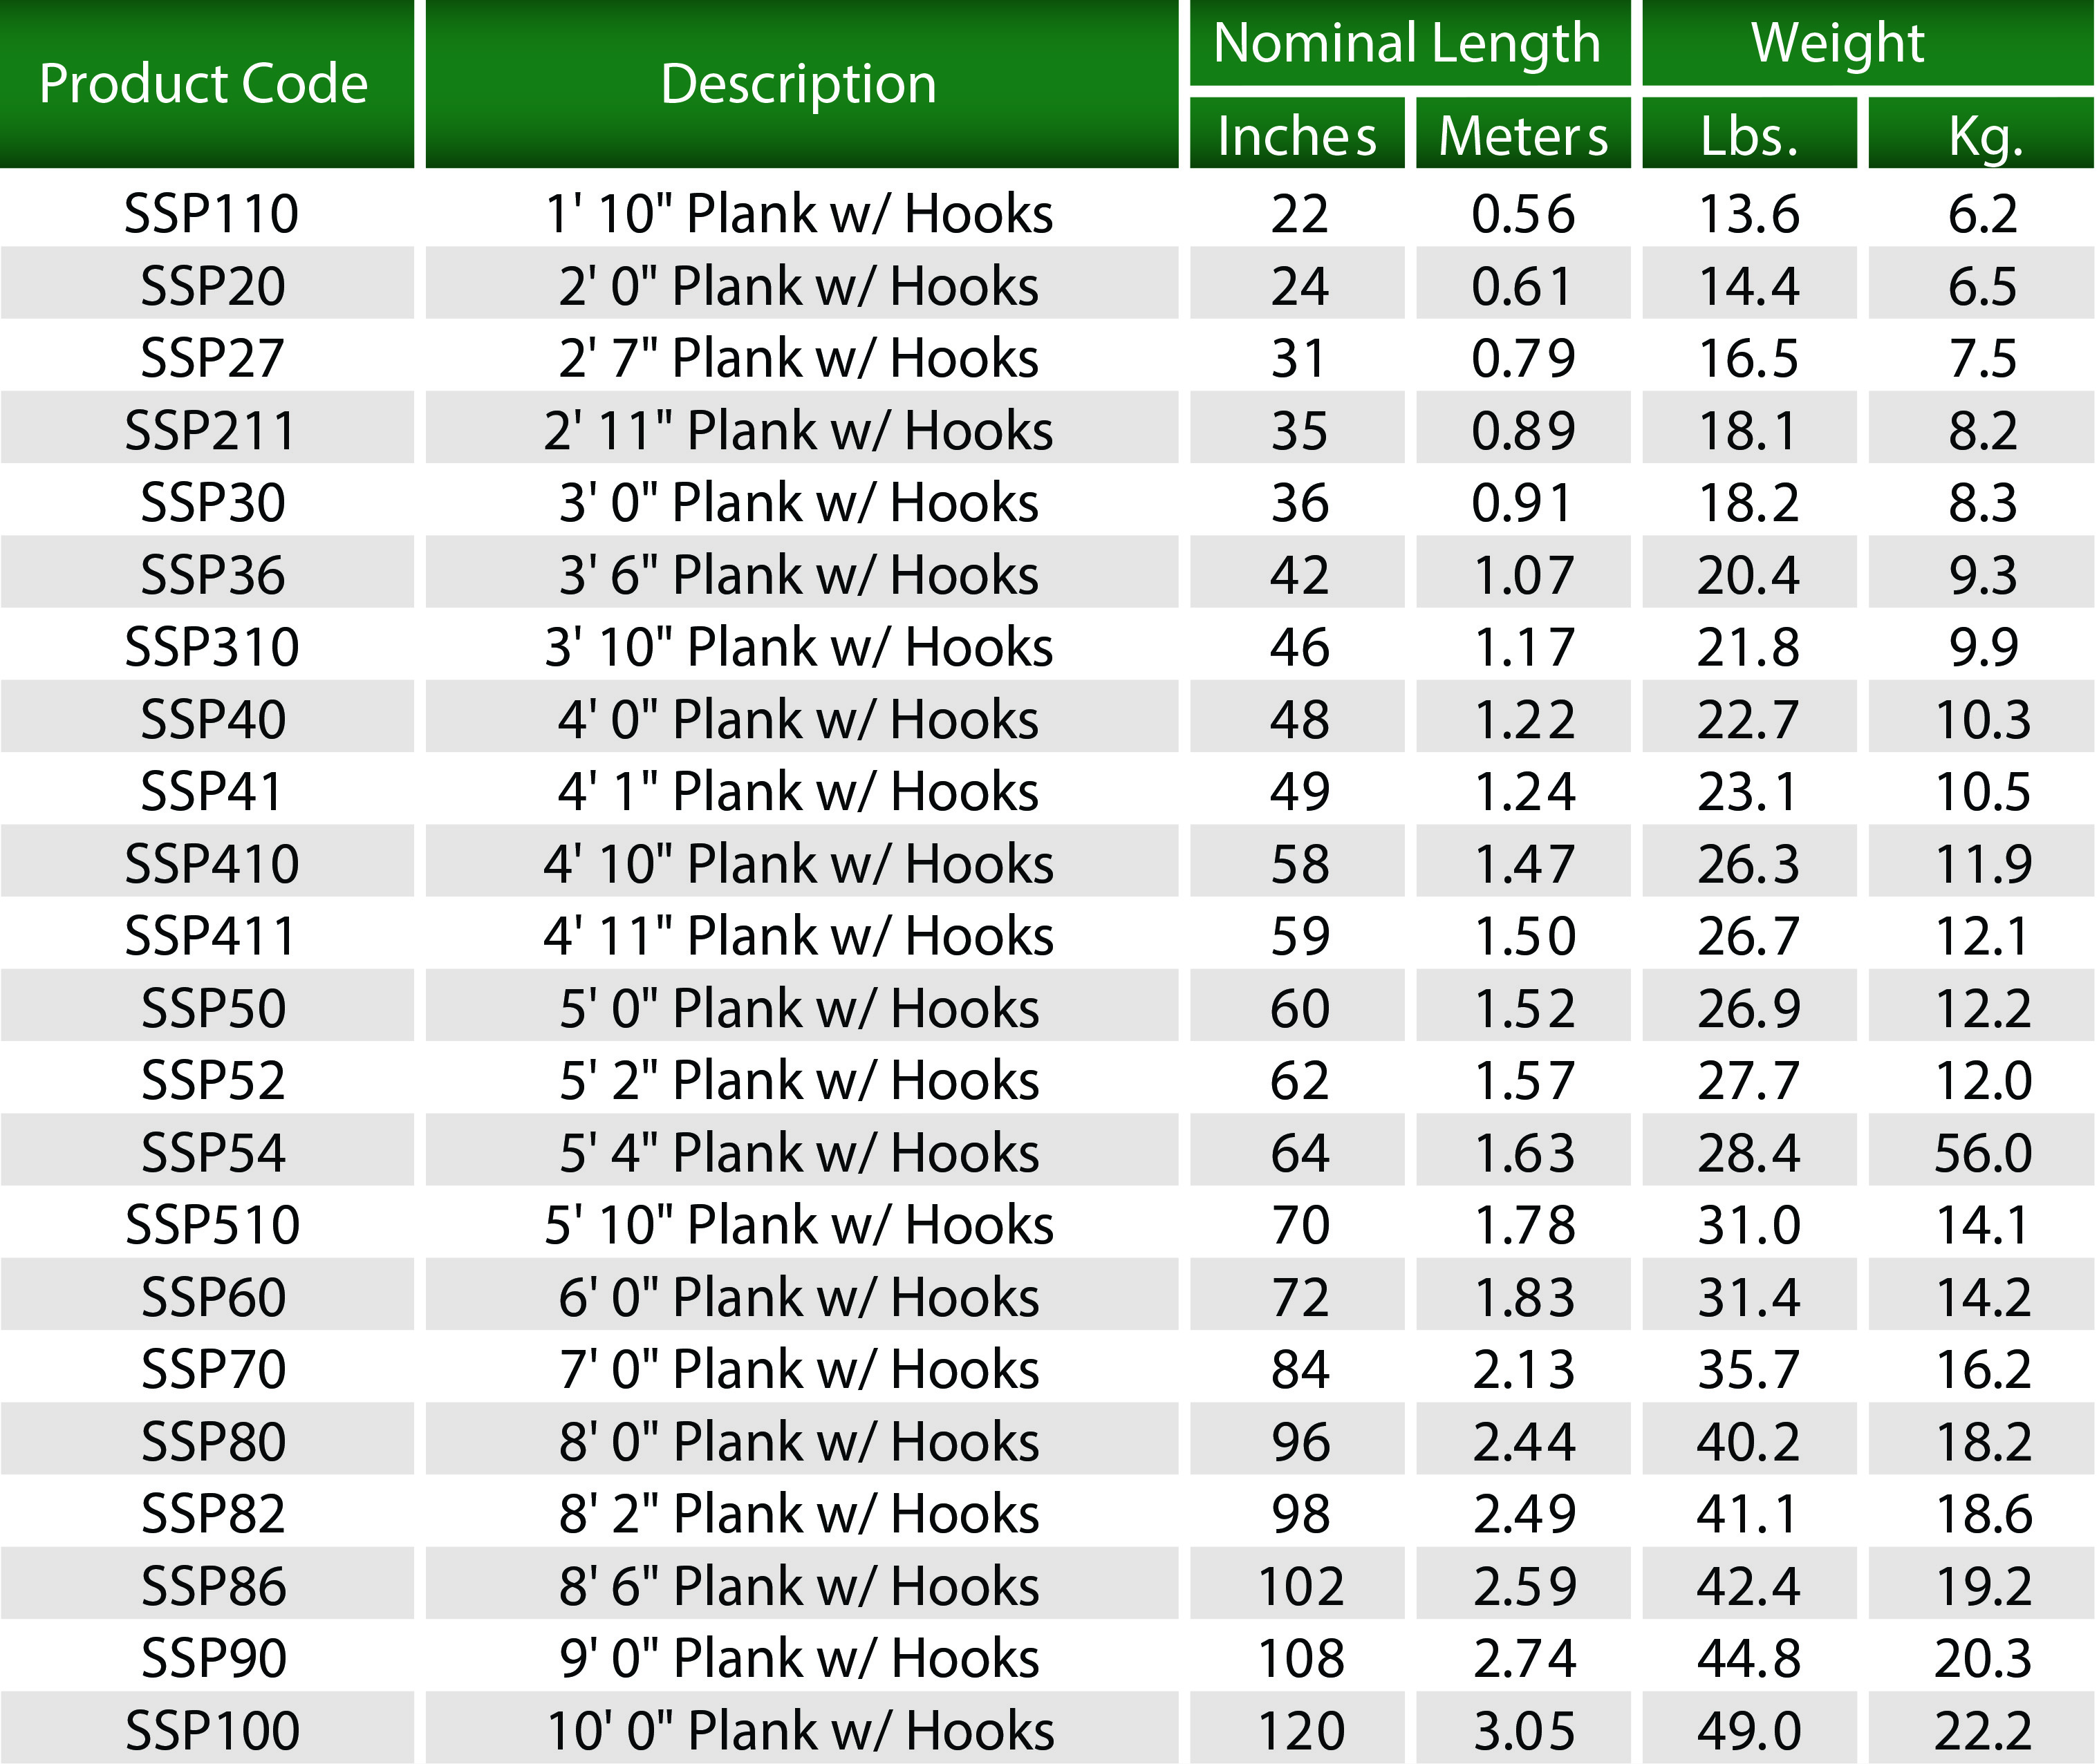 Product Code Description Nominal Length Weight
Inches Meters Lbs. Kg.
SSP110 1' 10" Plank w/ Hooks 22 0.56 13.6 6.2
SSP20 2' 0" Plank w/ Hooks 24 0.61 14.4 6.5
SSP27 2' 7" Plank w/ Hooks 31 0.79 16.5 7.5
SSP211 2' 11" Plank w/ Hooks 35 0.89 18.1 8.2
SSP30 3' 0" Plank w/ Hooks 36 0.91 18.2 8.3
SSP36 3' 6" Plank w/ Hooks 42 1.07 20.4 9.3
SSP310 3' 10" Plank w/ Hooks 46 1.17 21.8 9.9
SSP40 4' 0" Plank w/ Hooks 48 1.22 22.7 10.3
SSP41 4' 1" Plank w/ Hooks 49 1.24 23.1 10.5
SSP410 4' 10" Plank w/ Hooks 58 1.47 26.3 11.9
SSP411 4' 11" Plank w/ Hooks 59 1.50 26.7 12.1
SSP50 5' 0" Plank w/ Hooks 60 1.52 26.9 12.2
SSP52 5' 2" Plank w/ Hooks 62 1.57 27.7 12.0
SSP54 5' 4" Plank w/ Hooks 64 1.63 28.4 56.0
SSP510 5' 10" Plank w/ Hooks 70 1.78 31.0 14.1
SSP60 6' 0" Plank w/ Hooks 72 1.83 31.4 14.2
SSP70 7' 0" Plank w/ Hooks 84 2.13 35.7 16.2
SSP80 8' 0" Plank w/ Hooks 96 2.44 40.2 18.2
SSP82 8' 2" Plank w/ Hooks 98 2.49 41.1 18.6
SSP86 8' 6" Plank w/ Hooks 102 2.59 42.4 19.2
SSP90 9' 0" Plank w/ Hooks 108 2.74 44.8 20.3
SSP100 10' 0" Plank w/ Hooks 120 3.05 49.0 22.2